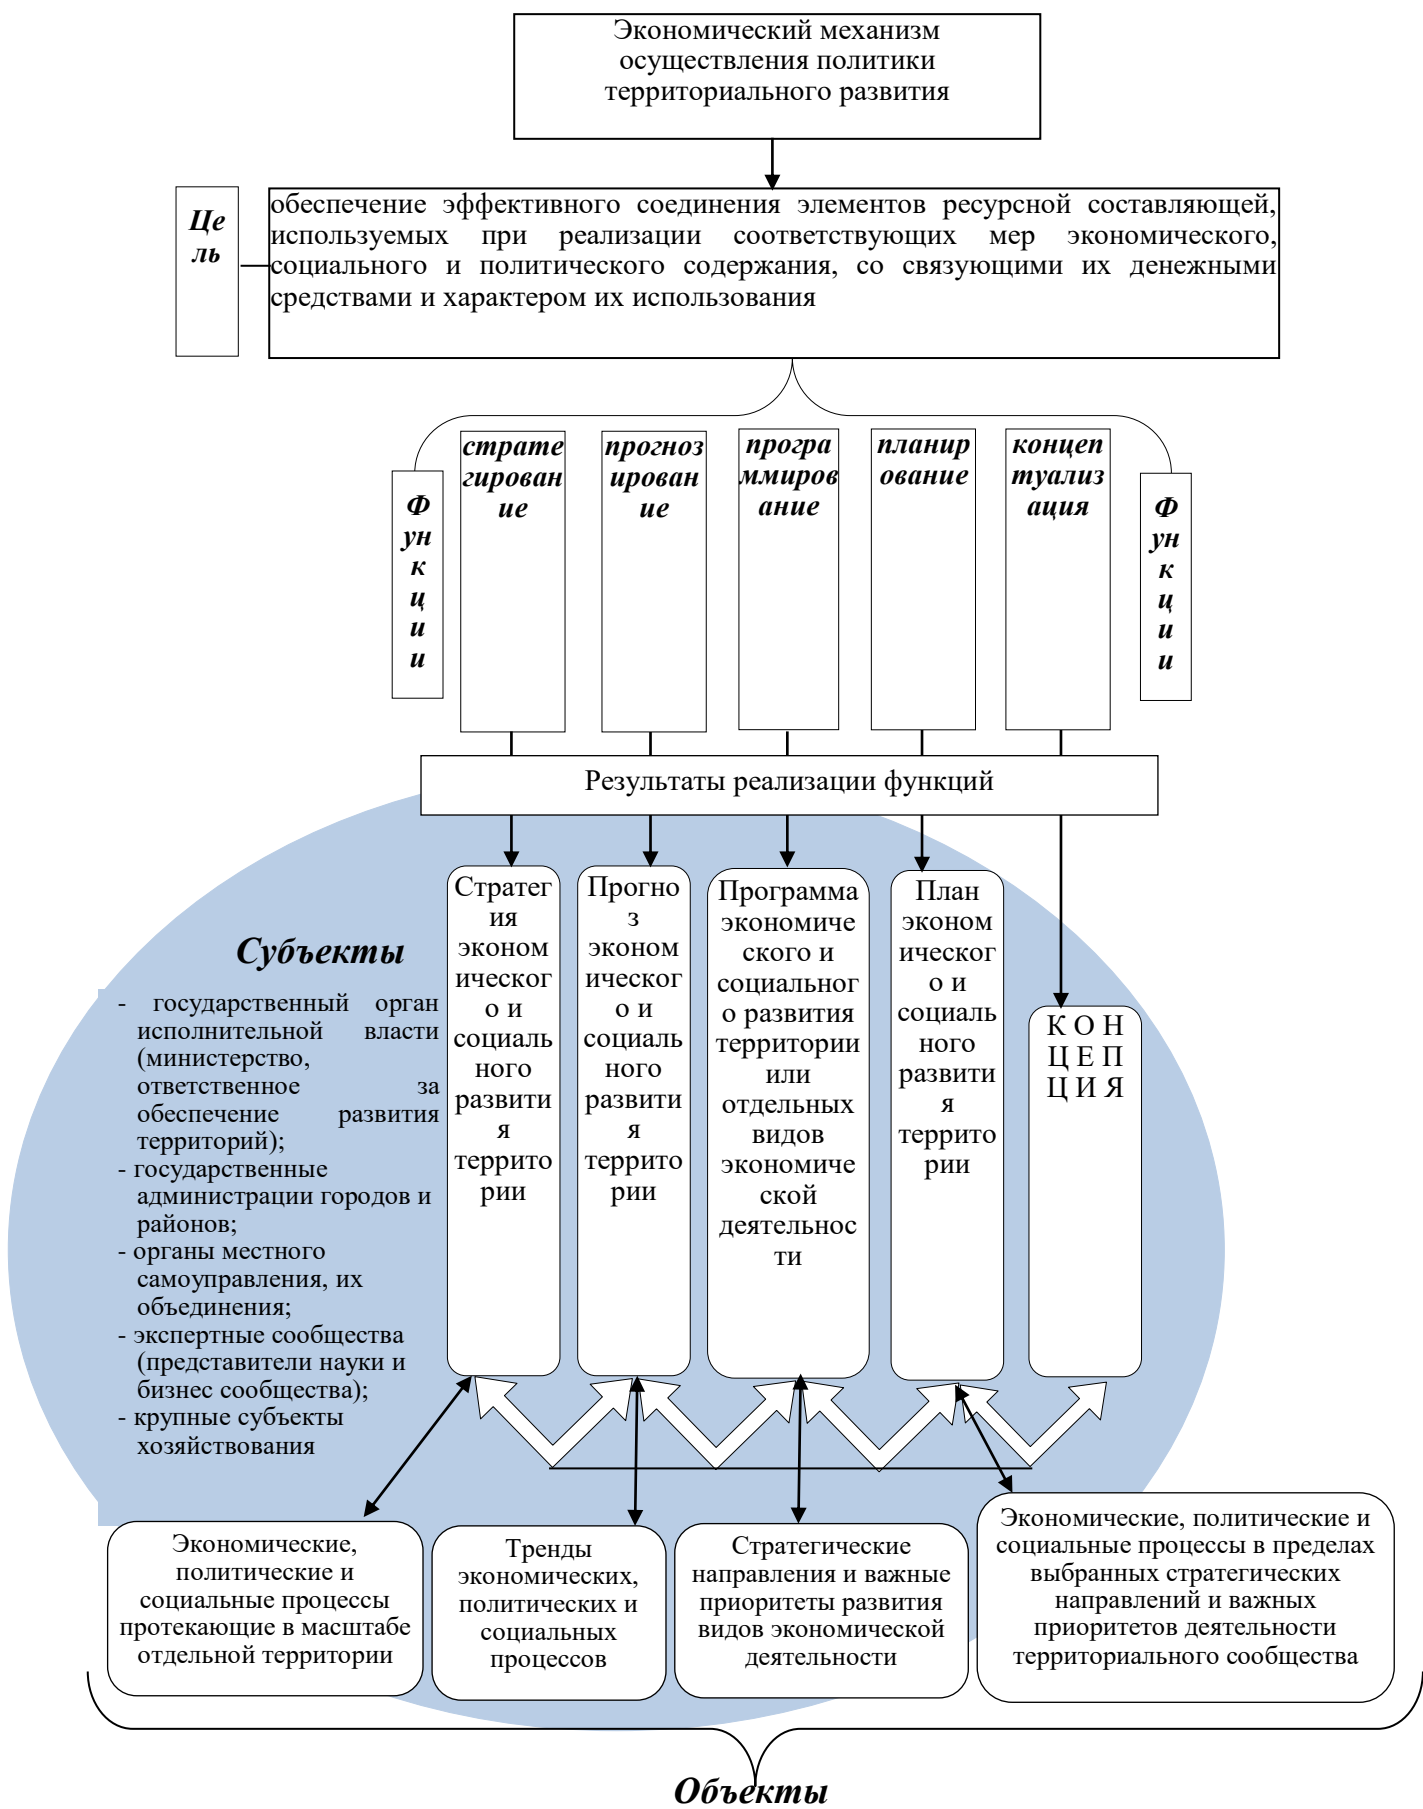 Экономический механизм
осуществления политики
территориального развития
Це
ль
обеспечение эффективного соединения элементов ресурсной составляющей,
используемых при реализации соответствующих мер экономического,
социального и политического содержания, со связующими их денежными
средствами и характером их использования
Ф
ун
к
ц
и
и
страте
гирован
ие
прогноз
ирован
ие
програ
ммиров
ание
планир
ование
концеп
туализ
ация
Ф
ун
к
ц
и
и
Результаты реализации функций
Субъекты
- государственный орган
исполнительной власти
(министерство,
ответственное за
обеспечение развития
территорий);
- государственные
администрации городов и
районов;
- органы местного
самоуправления, их
объединения;
- экспертные сообщества
(представители науки и
бизнес сообщества);
- крупные субъекты
хозяйствования
Стратег
ия
эконом
ическог
о и
социаль
ного
развити
я
террито
рии
Прогно
з
эконом
ическог
о и
социаль
ного
развити
я
террито
рии
Программа
экономиче
ского и
социальног
о развития
территории
или
отдельных
видов
экономиче
ской
деятельнос
ти
План
эконом
ическог
о и
социаль
ного
развити
я
террито
рии
К О Н
Ц Е П
Ц И Я
Экономические,
политические и
социальные процессы
протекающие в масштабе
отдельной территории
Тренды
экономических,
политических и
социальных
процессов
Стратегические
направления и важные
приоритеты развития
видов экономической
деятельности
Экономические, политические и
социальные процессы в пределах
выбранных стратегических
направлений и важных
приоритетов деятельности
территориального сообщества
Объекты